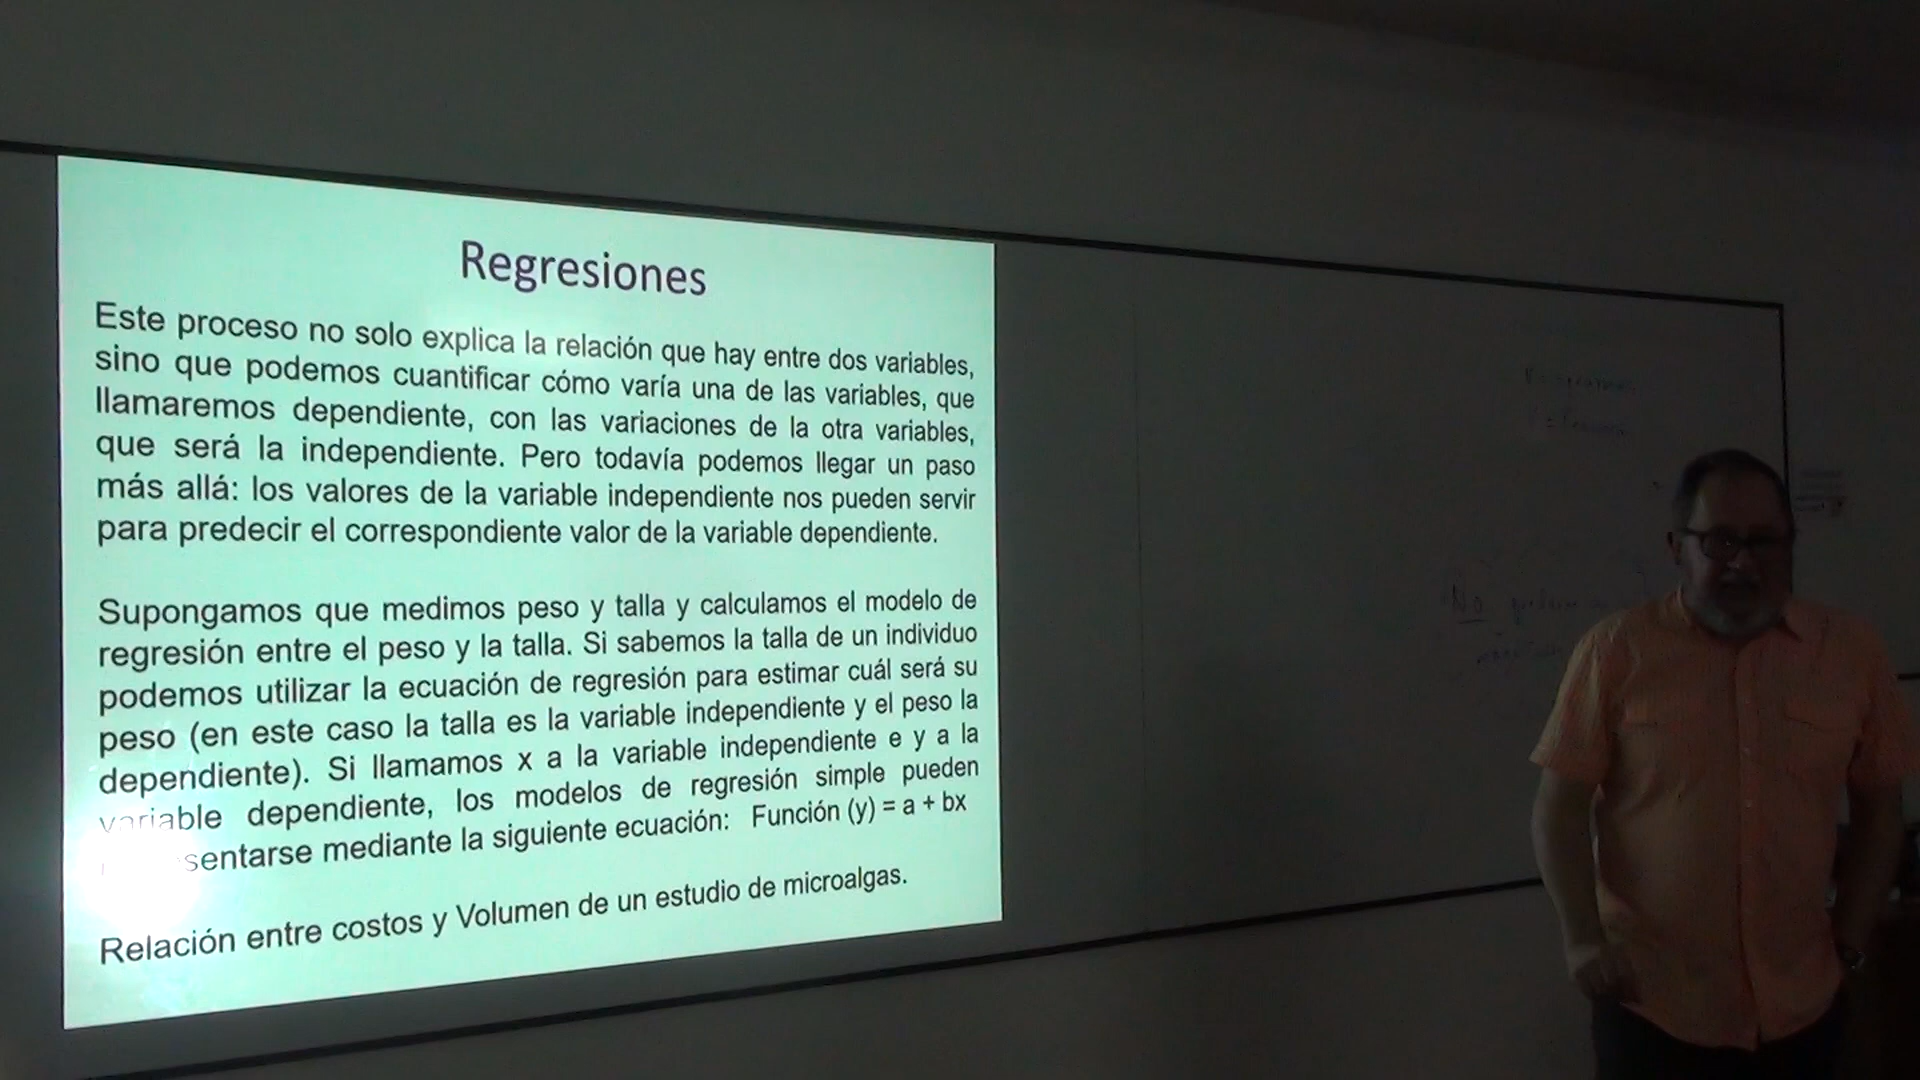 Regresiones
Este proceso no solo explica la relación que hay entre dos variables,
sino que podemos cuantificar cómo varía una de las variables, que
llamaremos dependiente, con las variaciones de la otra variables,
que será la independiente. Pero todavía podemos llegar un paso
más allá: los valores de la variable independiente nos pueden servir
para predecir el correspondiente valor de la variable dependiente.
Supongamos que medimos peso y talla y calculamos el modelo de
regresión entre el peso y la talla. Si sabemos la talla de un individuo
podemos utilizar la ecuación de regresión para estimar cuál será su
peso (en este caso la talla es la variable independiente y el peso la
dependiente). Si llamamos x a la variable independiente e y a la
variable dependiente, los modelos de regresión simple pueden
sentarse mediante la siguiente ecuación: Función (y) = a + bx
Relación entre costos y Volumen de un estudio de microalgas.
No